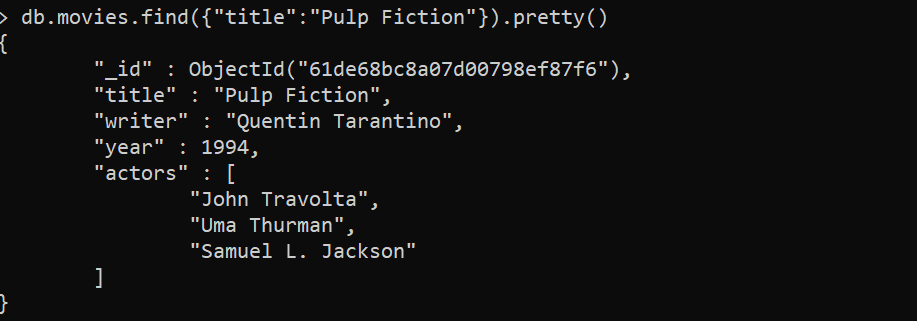 > db.movies.find({"title":"Pulp Fiction"}).pretty()
{
"_id" : ObjectId("61de68bc8a07d00798ef87f6"),
"title" : "Pulp Fiction",
"writer" : "Quentin Tarantino",
"year" : 1994,
"actors" : [
"John Travolta",
"Uma Thurman",
"Samuel L. Jackson"
]
}